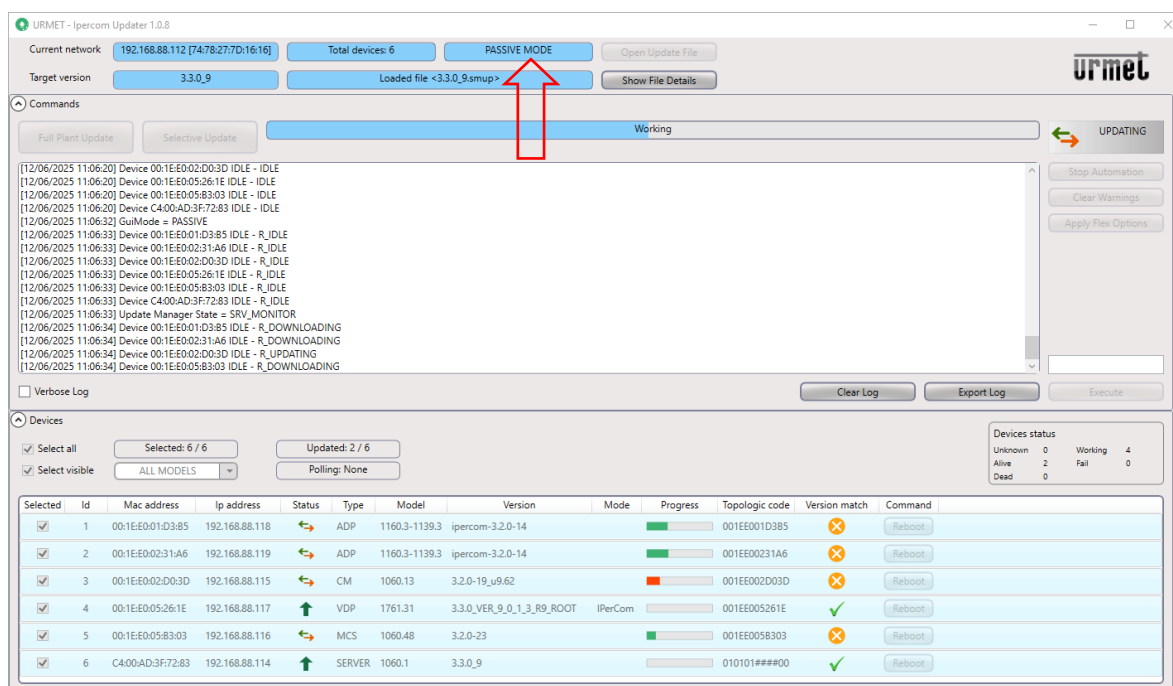 URMET - Ipercom Updater 1.0.8
Current network 192.168.88.112 [74:78:27:7D:16:16] Total devices: 6 PASSIVE MODE Open Update File
urmet
Target version 3.3.0_9 Loaded file <3.3.0_9.smup> Show File Details
Commands
Full Plant Update Selective Update Working UPDATING
[12/06/2025 11:06:20] Device 00:1E:E0:02:D0:3D IDLE - IDLE
[12/06/2025 11:06:20] Device 00:1E:E0:05:26:1E IDLE - IDLE
[12/06/2025 11:06:20] Device 00:1E:E0:05:B3:03 IDLE - IDLE
[12/06/2025 11:06:20] Device C4:00:AD:3F:72:83 IDLE - IDLE
[12/06/2025 11:06:32] GuiMode = PASSIVE
[12/06/2025 11:06:33] Device 00:1E:E0:01:D3:B5 IDLE - R_IDLE
[12/06/2025 11:06:33] Device 00:1E:E0:02:31:A6 IDLE - R_IDLE
[12/06/2025 11:06:33] Device 00:1E:E0:02:D0:3D IDLE - R_IDLE
[12/06/2025 11:06:33] Device 00:1E:E0:05:26:1E IDLE - R_IDLE
[12/06/2025 11:06:33] Device 00:1E:E0:05:B3:03 IDLE - R_IDLE
[12/06/2025 11:06:33] Device C4:00:AD:3F:72:83 IDLE - R_IDLE
[12/06/2025 11:06:33] Update Manager State = SRV_MONITOR
[12/06/2025 11:06:34] Device 00:1E:E0:01:D3:B5 IDLE - R_DOWNLOADING
[12/06/2025 11:06:34] Device 00:1E:E0:02:31:A6 IDLE - R_DOWNLOADING
[12/06/2025 11:06:34] Device 00:1E:E0:02:D0:3D IDLE - R_UPDATING
[12/06/2025 11:06:34] Device 00:1E:E0:05:B3:03 IDLE - R_DOWNLOADING
Stop Automation
Clear Warnings
Apply Flex Options
Verbose Log Clear Log Export Log Execute
Devices
Select all Selected: 6 / 6 Updated: 2 / 6
Select visible ALL MODELS Polling: None
Devices status
Unknown 0 Working 4
Alive 2 Fail 0
Dead 0
Selected Id Mac address Ip address Status Type Model Version Mode Progress Topologic code Version match Command
1 00:1E:E0:01:D3:B5 192.168.88.118 ADP 1160.3-1139.3 ipercom-3.2.0-14 001EE001D3B5 Reboot
2 00:1E:E0:02:31:A6 192.168.88.119 ADP 1160.3-1139.3 ipercom-3.2.0-14 001EE00231A6 Reboot
3 00:1E:E0:02:D0:3D 192.168.88.115 CM 1060.13 3.2.0-19_u9.62 001EE002D03D Reboot
4 00:1E:E0:05:26:1E 192.168.88.117 VDP 1761.31 3.3.0_VER_9_0_1_3_R9_ROOT IPerCom 001EE005261E Reboot
5 00:1E:E0:05:B3:03 192.168.88.116 MCS 1060.48 3.2.0-23 001EE005B303 Reboot
6 C4:00:AD:3F:72:83 192.168.88.114 SERVER 1060.1 3.3.0_9 010101####00 Reboot